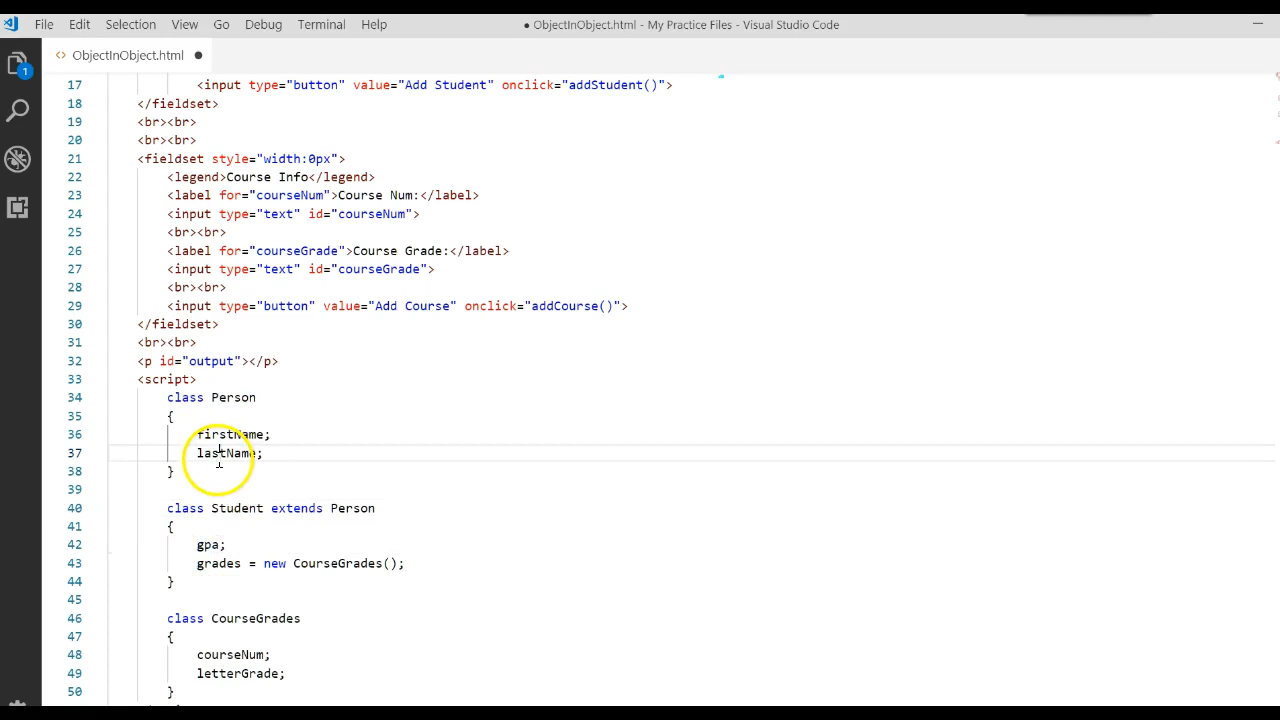 File Edit Selection View Go Debug Terminal Help ● ObjectInObject.html - My Practice Files - Visual Studio Code
<> ObjectInObject.html ●
1
17 <input type="button" value="Add Student" onclick="addStudent()">
18 </fieldset>
19 <br><br>
20 <br><br>
21 <fieldset style="width:0px">
22 <legend>Course Info</legend>
23 <label for="courseNum">Course Num:</label>
24 <input type="text" id="courseNum">
25 <br><br>
26 <label for="courseGrade">Course Grade:</label>
27 <input type="text" id="courseGrade">
28 <br><br>
29 <input type="button" value="Add Course" onclick="addCourse()">
30 </fieldset>
31 <br><br>
32 <p id="output"></p>
33 <script>
34 class Person
35 {
36 firstName;
37 lastName;
38 }
39
40 class Student extends Person
41 {
42 gpa;
43 grades = new CourseGrades();
44 }
45
46 class CourseGrades
47 {
48 courseNum;
49 letterGrade;
50 }